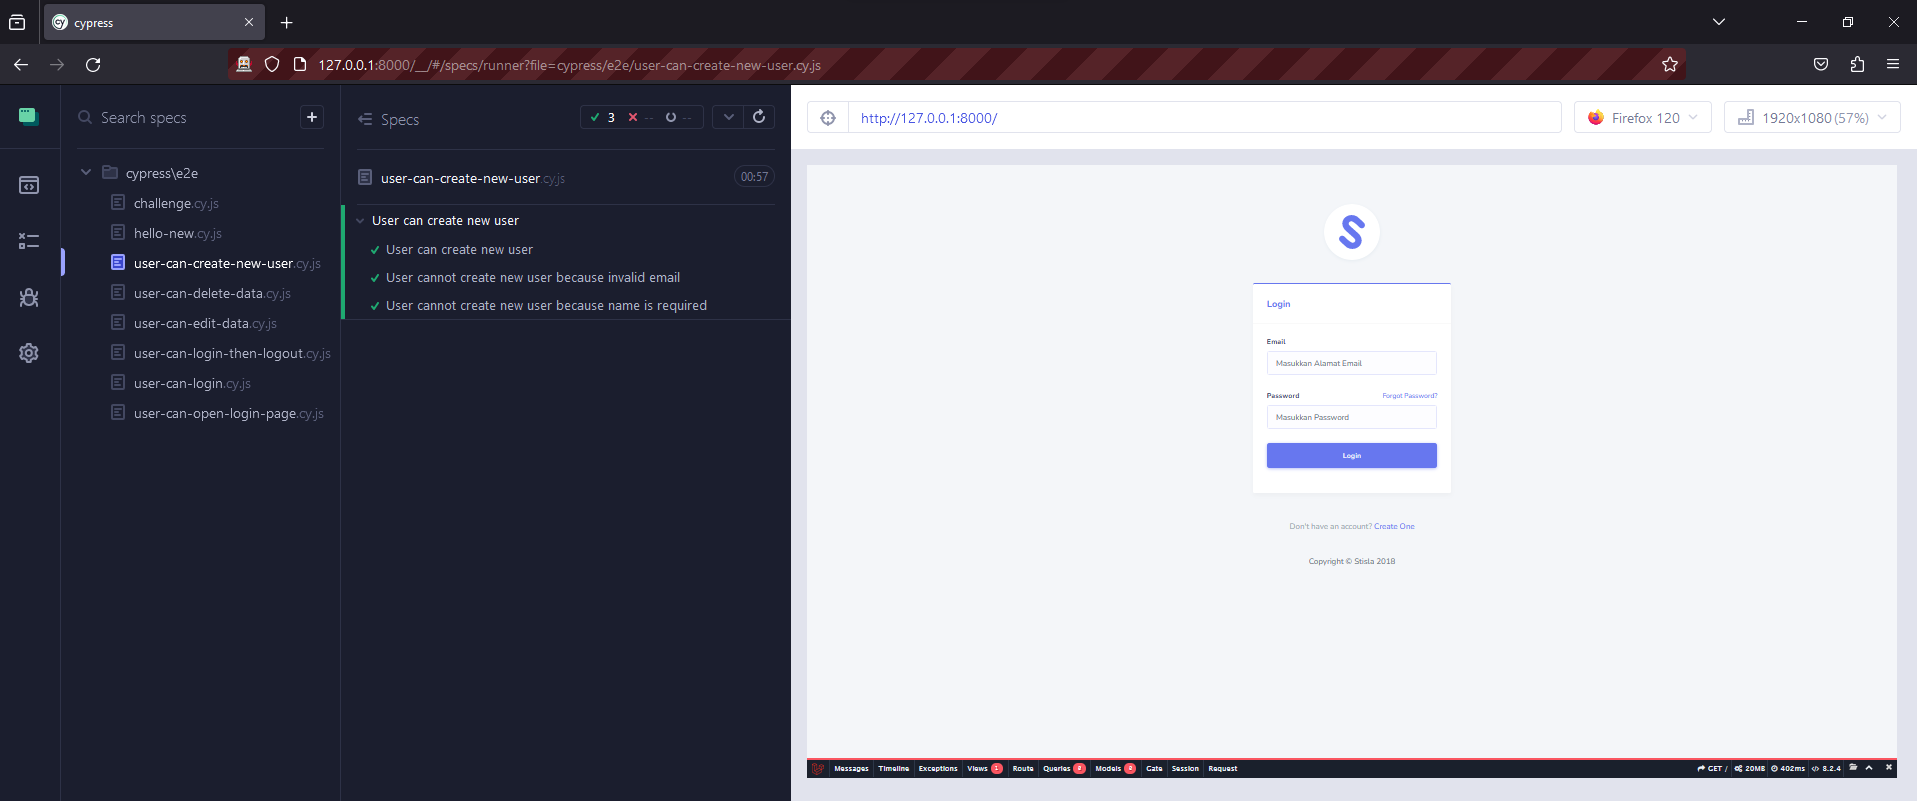 cypress
127.0.0.1:8000/__/#/specs/runner?file=cypress/e2e/user-can-create-new-user.cy.js
Search specs
cypress\e2e
challenge.cy.js
hello-new.cy.js
user-can-create-new-user.cy.js
user-can-delete-data.cy.js
user-can-edit-data.cy.js
user-can-login-then-logout.cy.js
user-can-login.cy.js
user-can-open-login-page.cy.js
Specs
3 -- --
user-can-create-new-user.cy.js 00:57
User can create new user
User can create new user
User cannot create new user because invalid email
User cannot create new user because name is required
http://127.0.0.1:8000/
Firefox 120
1920x1080 (57%)
Login
Email
Masukkan Alamat Email
Password Forgot Password?
Masukkan Password
Login
Don't have an account? Create One
Copyright © Stisla 2018
Messages Timeline Exceptions Views 1 Route Queries Models Gate Session Request GET / 20MB 402ms 8.2.4